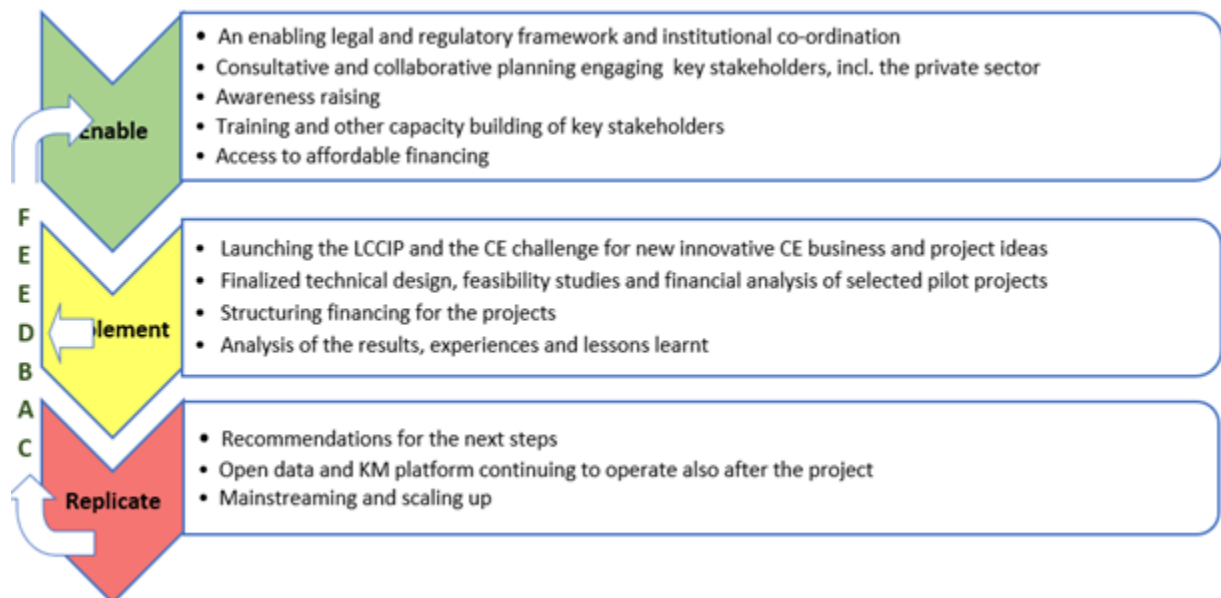 • An enabling legal and regulatory framework and institutional co-ordination
• Consultative and collaborative planning engaging key stakeholders, incl. the private sector
• Awareness raising
• Training and other capacity building of key stakeholders
• Access to affordable financing
Enable
• Launching the LCCIP and the CE challenge for new innovative CE business and project ideas
• Finalized technical design, feasibility studies and financial analysis of selected pilot projects
• Structuring financing for the projects
• Analysis of the results, experiences and lessons learnt
plement
• Recommendations for the next steps
• Open data and KM platform continuing to operate also after the project
• Mainstreaming and scaling up
Replicate
F
E
E
D
B
A
C